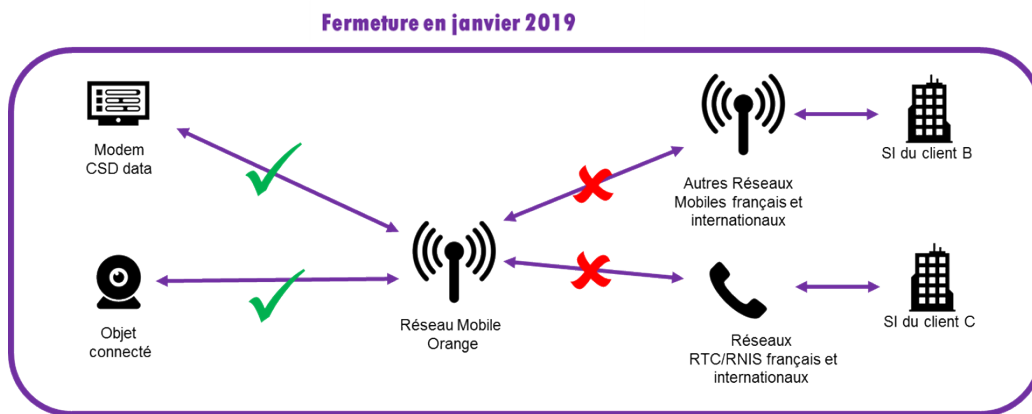 Fermeture en janvier 2019
Modem
CSD data
Autres Réseaux
Mobiles français et
internationaux
SI du client B
Objet
connecté
Réseau Mobile
Orange
Réseaux
RTC/RNIS français et
internationaux
SI du client C